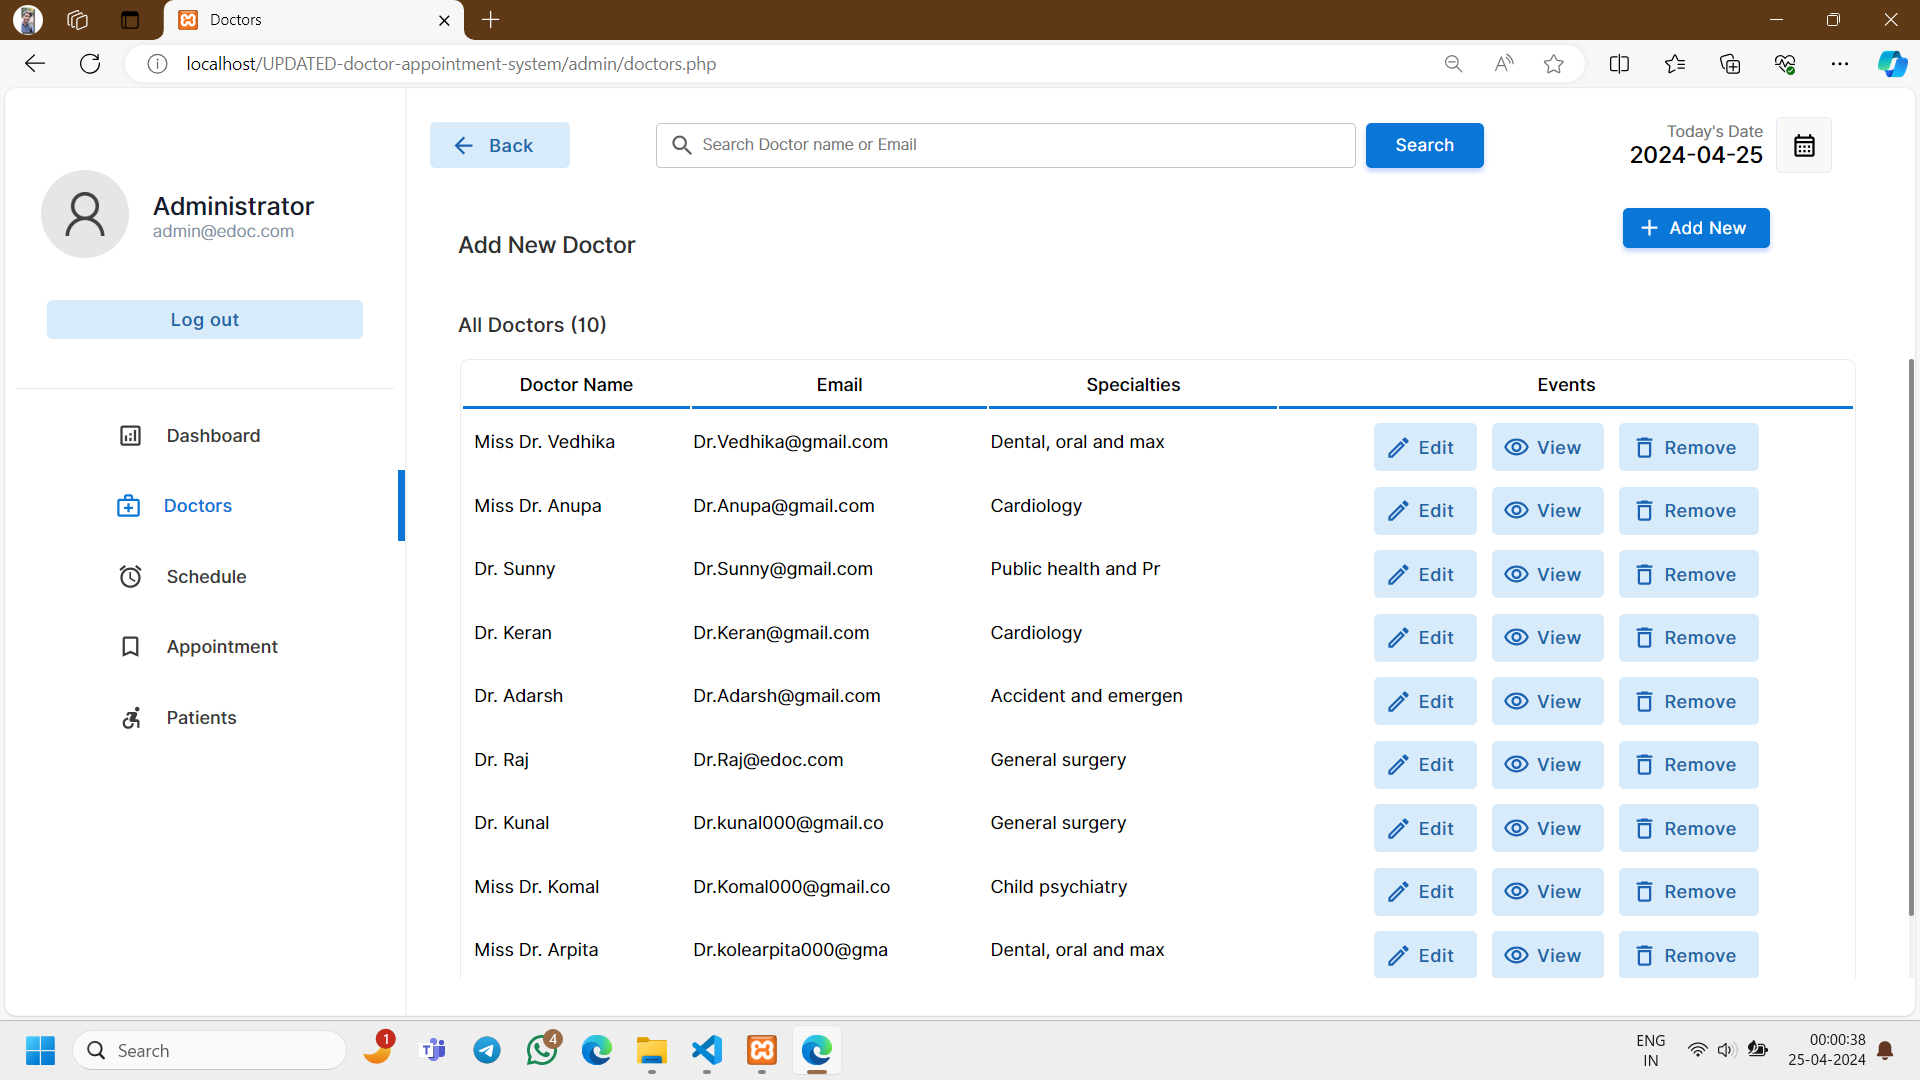 Doctors
localhost/UPDATED-doctor-appointment-system/admin/doctors.php
Administrator
admin@edoc.com
Log out
Dashboard
Doctors
Schedule
Appointment
Patients
Back
Search Doctor name or Email
Search
Today's Date
2024-04-25
Add New Doctor
Add New
All Doctors (10)
Doctor Name Email Specialties Events
Miss Dr. Vedhika Dr.Vedhika@gmail.com Dental, oral and max Edit View Remove
Miss Dr. Anupa Dr.Anupa@gmail.com Cardiology Edit View Remove
Dr. Sunny Dr.Sunny@gmail.com Public health and Pr Edit View Remove
Dr. Keran Dr.Keran@gmail.com Cardiology Edit View Remove
Dr. Adarsh Dr.Adarsh@gmail.com Accident and emergen Edit View Remove
Dr. Raj Dr.Raj@edoc.com General surgery Edit View Remove
Dr. Kunal Dr.kunal000@gmail.co General surgery Edit View Remove
Miss Dr. Komal Dr.Komal000@gmail.co Child psychiatry Edit View Remove
Miss Dr. Arpita Dr.kolearpita000@gma Dental, oral and max Edit View Remove
Search
1
4
ENG
IN
00:00:38
25-04-2024